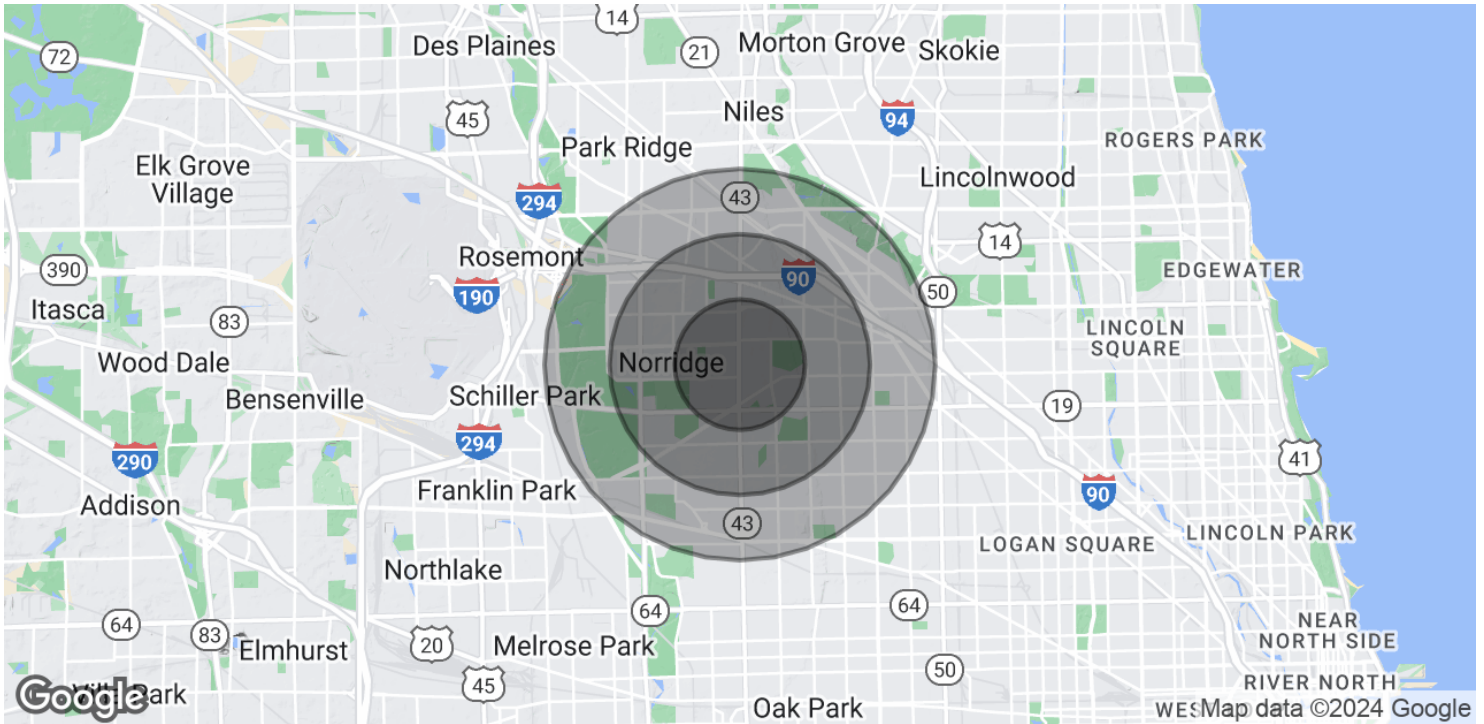 14
Des Plaines
21
Morton Grove
Skokie
72
45
Niles
94
Park Ridge
ROGERS PARK
Elk Grove
Village
Lincolnwood
294
43
14
Rosemont
390
190
90
EDGEWATER
50
Itasca
83
LINCOLN
SQUARE
Wood Dale
Norridge
Bensenville
Schiller Park
19
294
290
41
Franklin Park
90
Addison
43
LINCOLN PARK
LOGAN SQUARE
Northlake
64
64
64
83
20
Elmhurst
Melrose Park
NEAR
NORTH SIDE
50
45
RIVER NORTH
Google
Park
Oak Park
Map data ©2024 Google